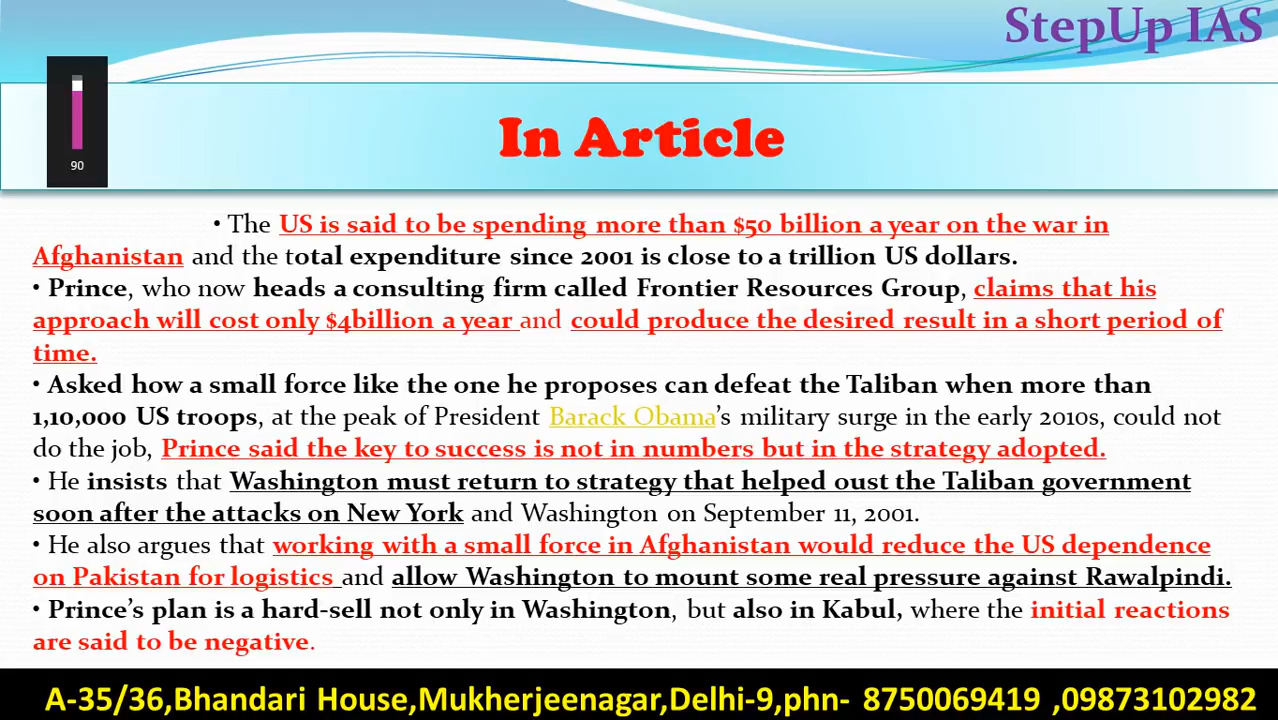 StepUp IAS
90
In Article
• The US is said to be spending more than $50 billion a year on the war in
Afghanistan and the total expenditure since 2001 is close to a trillion US dollars.
• Prince, who now heads a consulting firm called Frontier Resources Group, claims that his
approach will cost only $4billion a year and could produce the desired result in a short period of
time.
• Asked how a small force like the one he proposes can defeat the Taliban when more than
1,10,000 US troops, at the peak of President Barack Obama's military surge in the early 2010s, could not
do the job, Prince said the key to success is not in numbers but in the strategy adopted.
• He insists that Washington must return to strategy that helped oust the Taliban government
soon after the attacks on New York and Washington on September 11, 2001.
• He also argues that working with a small force in Afghanistan would reduce the US dependence
on Pakistan for logistics and allow Washington to mount some real pressure against Rawalpindi.
• Prince's plan is a hard-sell not only in Washington, but also in Kabul, where the initial reactions
are said to be negative.
A-35/36,Bhandari House,Mukherjeenagar,Delhi-9,phn- 8750069419 ,09873102982